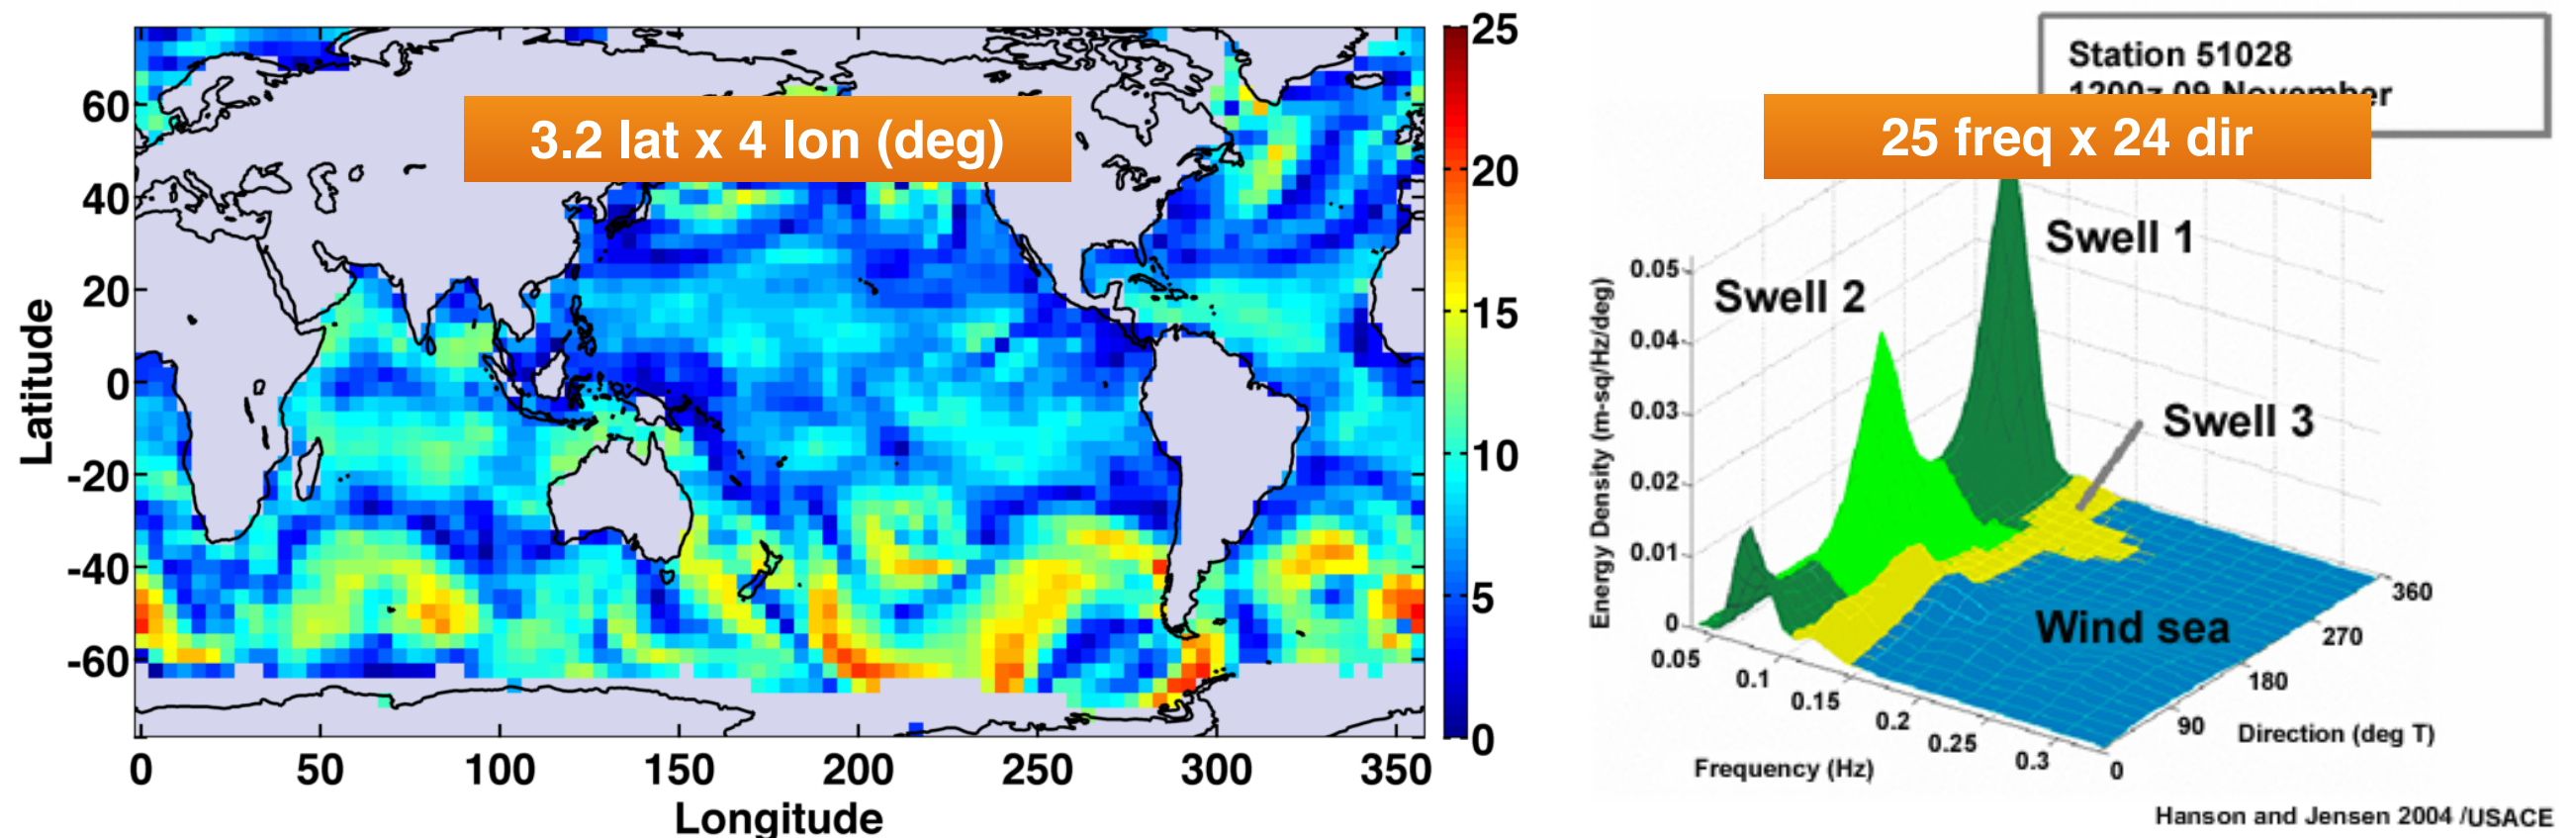 3.2 lat x 4 lon (deg)
Latitude
60
40
20
0
-20
-40
-60
0 50 100 150 200 250 300 350
Longitude
25
20
15
10
5
0
Station 51028
1200z 09 November
25 freq x 24 dir
Swell 1
Swell 2
Swell 3
Wind sea
Energy Density (m-sq/Hz/deg)
0.05
0.04
0.03
0.02
0.01
0
0.05 0.1 0.15 0.2 0.25 0.3
Frequency (Hz)
360
270
180
90
0
Direction (deg T)
Hanson and Jensen 2004 /USACE